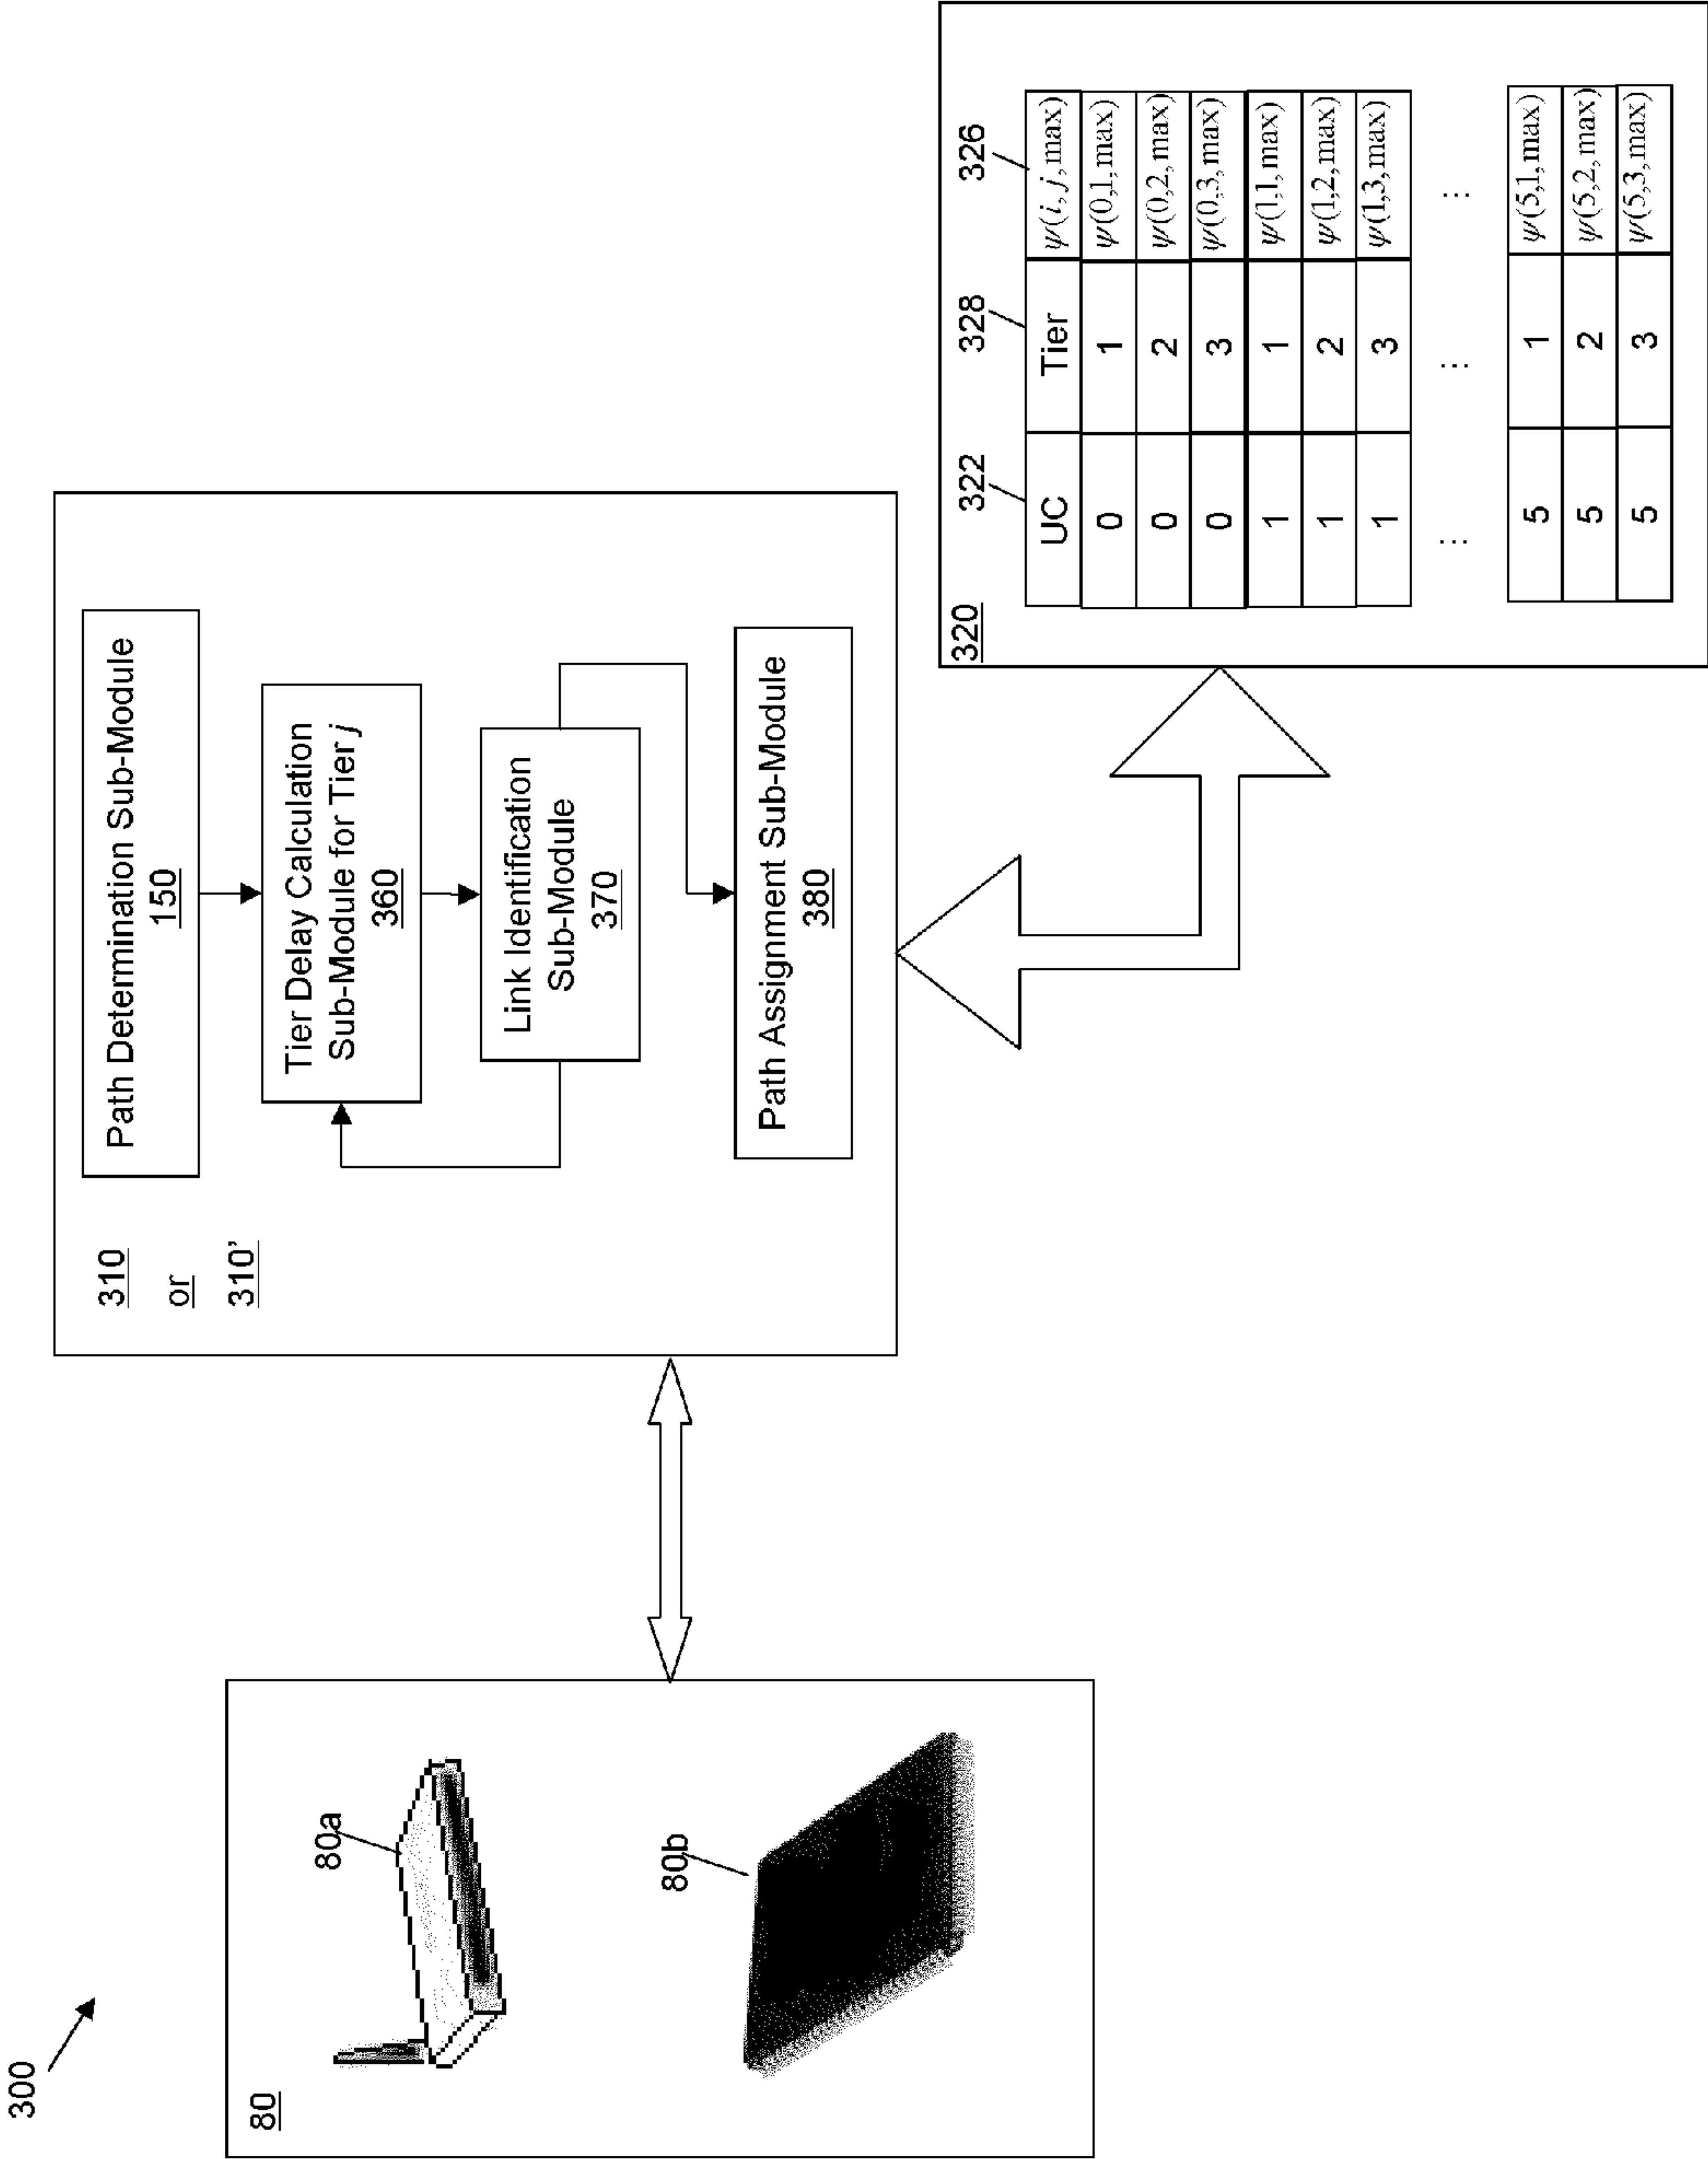 300
80
80a
80b
310
or
310'
Path Determination Sub-Module
150
Tier Delay Calculation
Sub-Module for Tier j
360
Link Identification
Sub-Module
370
Path Assignment Sub-Module
380
320
322 328 326
UC Tier ψ(i, j, max)
0 1 ψ(0,1, max)
0 2 ψ(0,2, max)
0 3 ψ(0,3, max)
1 1 ψ(1,1, max)
1 2 ψ(1,2, max)
1 3 ψ(1,3, max)
... ... ...
5 1 ψ(5,1, max)
5 2 ψ(5,2, max)
5 3 ψ(5,3, max)